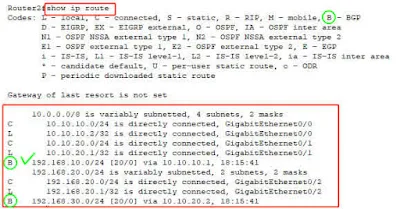 Router2#show ip route
Codes: L - local, C - connected, S - static, R - RIP, M - mobile, B - BGP
D - EIGRP, EX - EIGRP external, O - OSPF, IA - OSPF inter area
N1 - OSPF NSSA external type 1, N2 - OSPF NSSA external type 2
E1 - OSPF external type 1, E2 - OSPF external type 2, E - EGP
i - IS-IS, L1 - IS-IS level-1, L2 - IS-IS level-2, ia - IS-IS inter area
* - candidate default, U - per-user static route, o - ODR
P - periodic downloaded static route
Gateway of last resort is not set
10.0.0.0/8 is variably subnetted, 4 subnets, 2 masks
C 10.10.10.0/24 is directly connected, GigabitEthernet0/0
L 10.10.10.2/32 is directly connected, GigabitEthernet0/0
C 10.10.20.0/24 is directly connected, GigabitEthernet0/1
L 10.10.20.1/32 is directly connected, GigabitEthernet0/1
B 192.168.10.0/24 [20/0] via 10.10.10.1, 18:15:41
192.168.20.0/24 is variably subnetted, 2 subnets, 2 masks
C 192.168.20.0/24 is directly connected, GigabitEthernet0/2
L 192.168.20.1/32 is directly connected, GigabitEthernet0/2
B 192.168.30.0/24 [20/0] via 10.10.20.2, 18:15:41